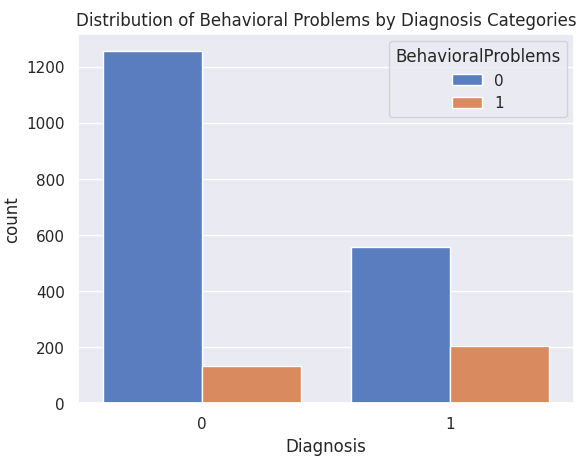 Distribution of Behavioral Problems by Diagnosis Categories
BehavioralProblems
0
1
1200
1000
800
600
400
200
0
count
0 1
Diagnosis